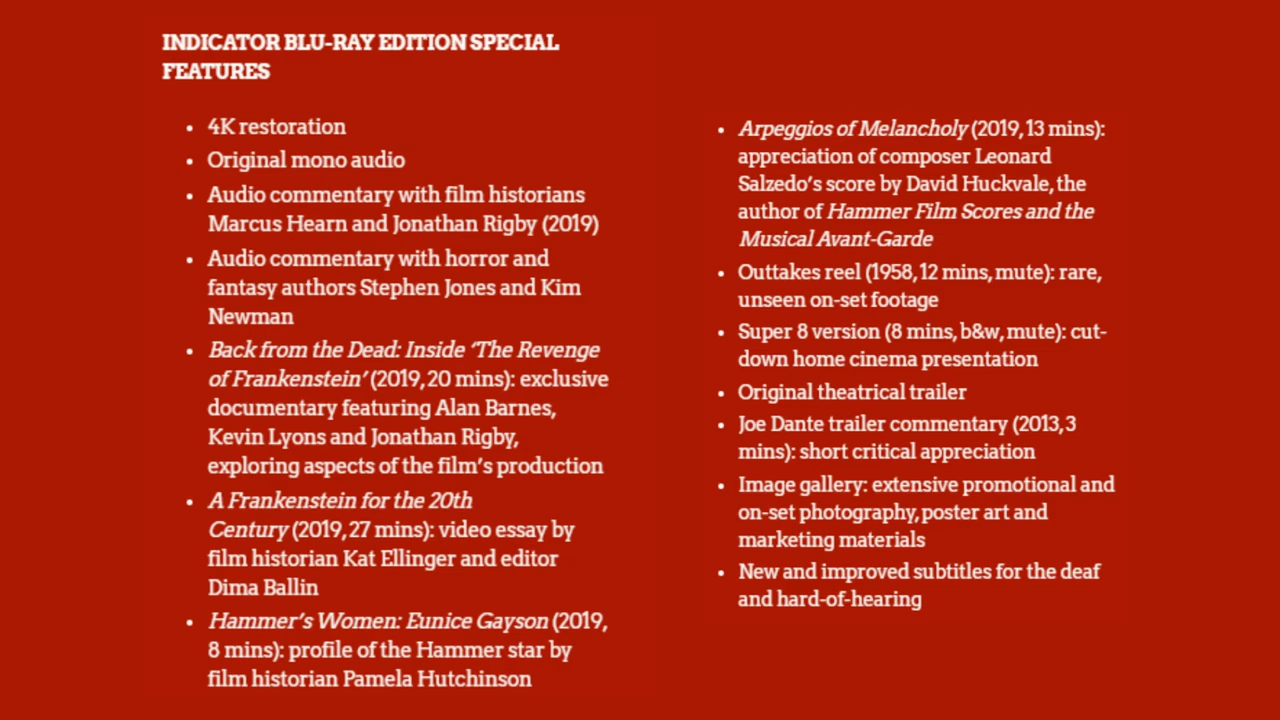 INDICATOR BLU-RAY EDITION SPECIAL
FEATURES
• 4K restoration
• Original mono audio
• Audio commentary with film historians
Marcus Hearn and Jonathan Rigby (2019)
• Audio commentary with horror and
fantasy authors Stephen Jones and Kim
Newman
• Back from the Dead: Inside ‘The Revenge
of Frankenstein’ (2019, 20 mins): exclusive
documentary featuring Alan Barnes,
Kevin Lyons and Jonathan Rigby,
exploring aspects of the film’s production
• A Frankenstein for the 20th
Century (2019, 27 mins): video essay by
film historian Kat Ellinger and editor
Dima Ballin
• Hammer’s Women: Eunice Gayson (2019,
8 mins): profile of the Hammer star by
film historian Pamela Hutchinson
• Arpeggios of Melancholy (2019, 13 mins):
appreciation of composer Leonard
Salzedo’s score by David Huckvale, the
author of Hammer Film Scores and the
Musical Avant-Garde
• Outtakes reel (1958, 12 mins, mute): rare,
unseen on-set footage
• Super 8 version (8 mins, b&w, mute): cut-
down home cinema presentation
• Original theatrical trailer
• Joe Dante trailer commentary (2013, 3
mins): short critical appreciation
• Image gallery: extensive promotional and
on-set photography, poster art and
marketing materials
• New and improved subtitles for the deaf
and hard-of-hearing